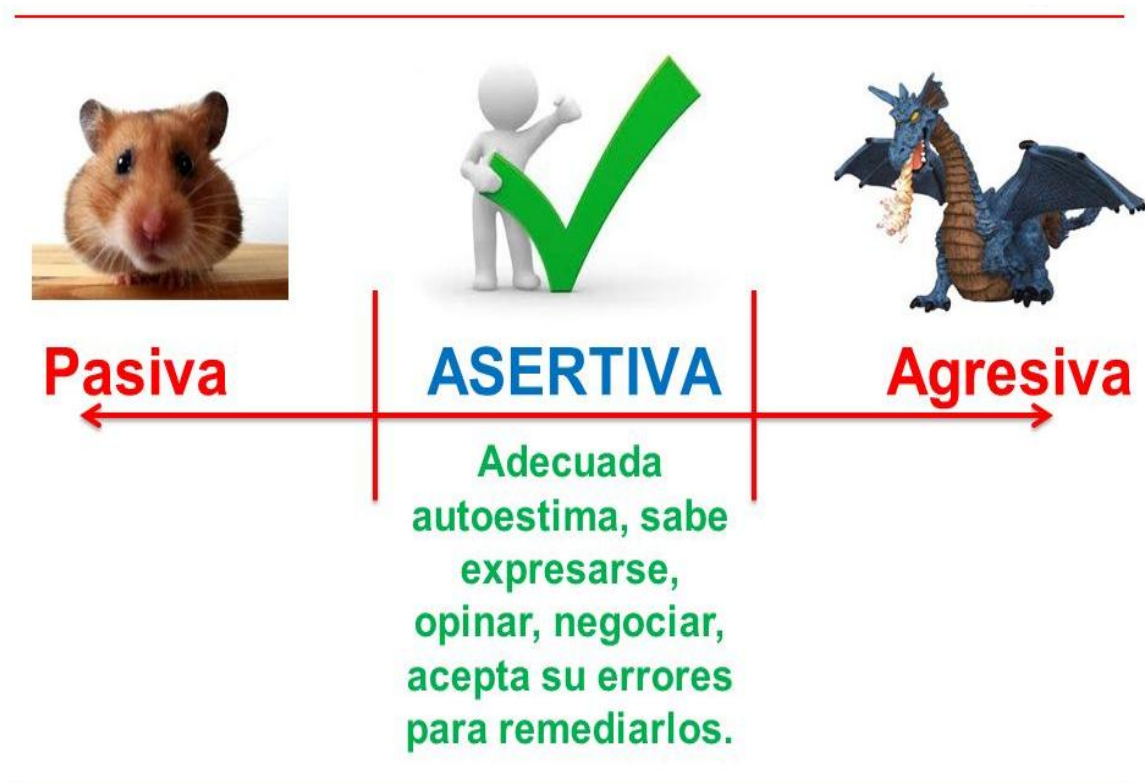 Pasiva
ASERTIVA
Agresiva
Adecuada
autoestima, sabe
expresarse,
opinar, negociar,
acepta su errores
para remediarlos.